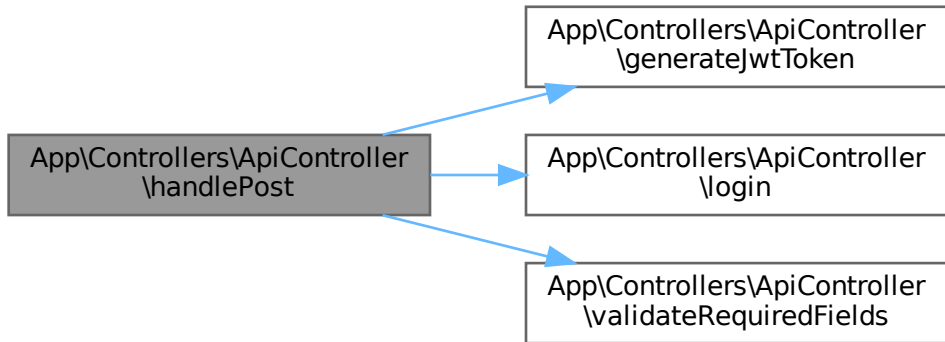 App\Controllers\ApiController
\handlePost
App\Controllers\ApiController
\generateJwtToken
App\Controllers\ApiController
\login
App\Controllers\ApiController
\validateRequiredFields